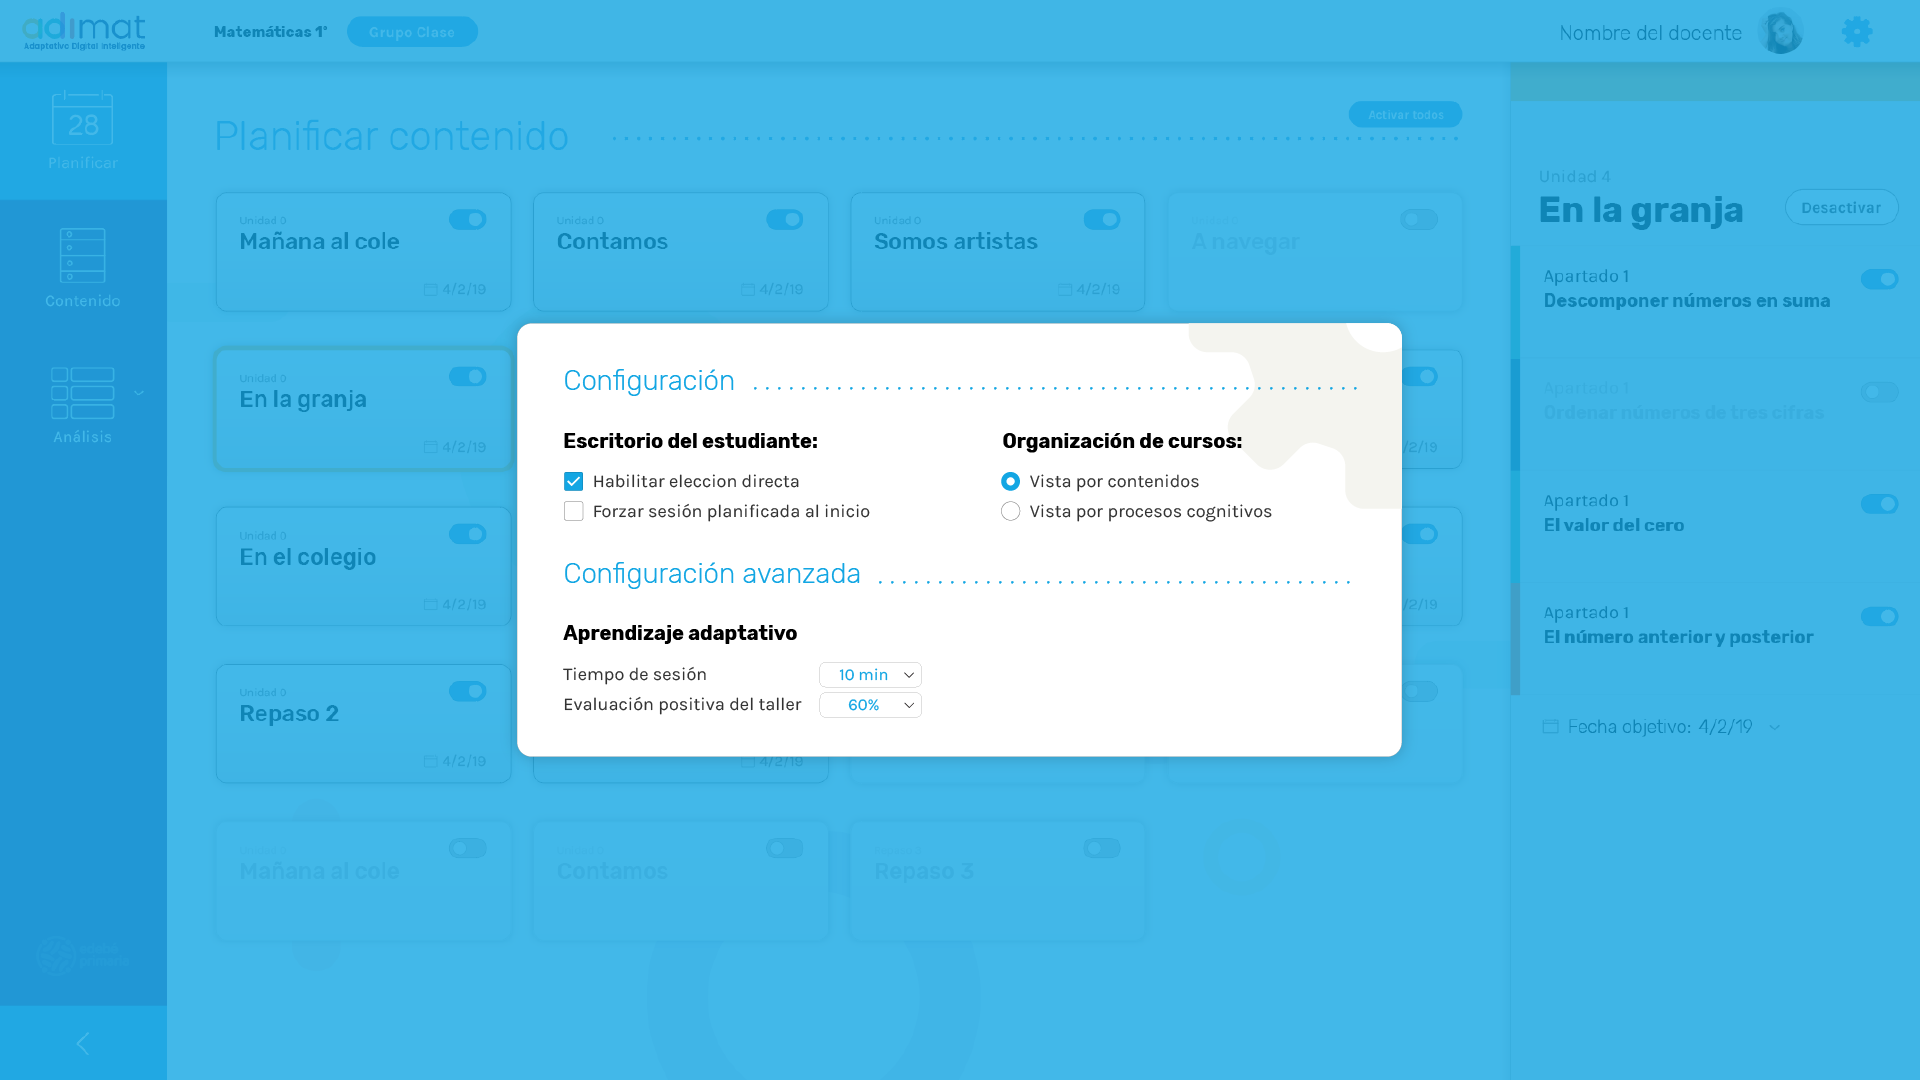 adimat
Adaptativo Digital Inteligente
Matemáticas 1º
Grupo Clase
Nombre del docente
28
Planificar
Contenido
Análisis
Planificar contenido
Activar todos
Unidad 0
Mañana al cole
4/2/19
Unidad 0
Contamos
4/2/19
Unidad 0
Somos artistas
4/2/19
A navegar
Unidad 0
En la granja
4/2/19
/2/19
Unidad 0
En el colegio
4/2/19
/2/19
Unidad 0
Repaso 2
4/2/19
4/2/19
Mañana al cole
Contamos
Repaso 3
Configuración
Escritorio del estudiante:
Habilitar eleccion directa
Forzar sesión planificada al inicio
Organización de cursos:
Vista por contenidos
Vista por procesos cognitivos
Configuración avanzada
Aprendizaje adaptativo
Tiempo de sesión 10 min
Evaluación positiva del taller 60%
Unidad 4
En la granja
Desactivar
Apartado 1
Descomponer números en suma
Apartado 1
Ordenar números de tres cifras
Apartado 1
El valor del cero
Apartado 1
El número anterior y posterior
Fecha objetivo: 4/2/19